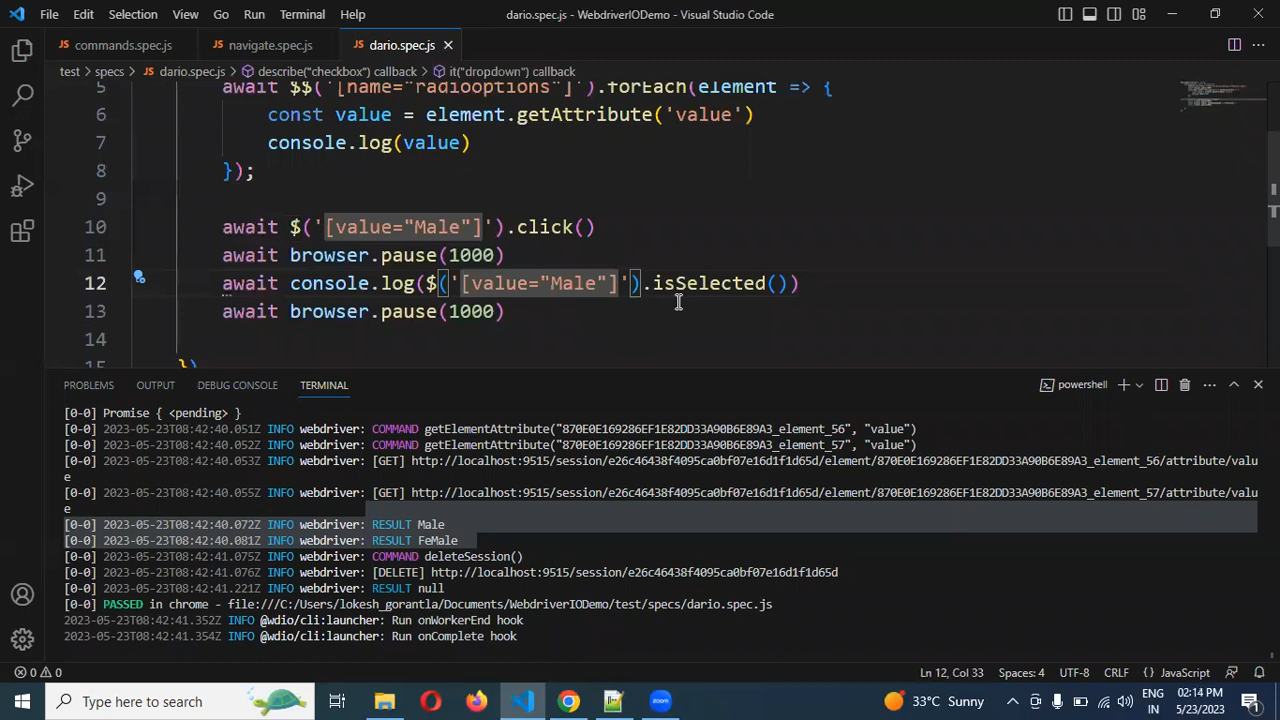 File Edit Selection View Go Run Terminal Help dario.spec.js - WebdriverIODemo - Visual Studio Code
commands.spec.js navigate.spec.js dario.spec.js
test > specs > dario.spec.js > describe("checkbox") callback > it("dropdown") callback
5 await $$('[name="radiooptions"]').forEach(element => {
6 const value = element.getAttribute('value')
7 console.log(value)
8 });
9
10 await $('[value="Male"]').click()
11 await browser.pause(1000)
12 await console.log($('[value="Male"]').isSelected())
13 await browser.pause(1000)
14
15 })
PROBLEMS OUTPUT DEBUG CONSOLE TERMINAL powershell
[0-0] Promise { <pending> }
[0-0] 2023-05-23T08:42:40.051Z INFO webdriver: COMMAND getElementAttribute("870E0E169286EF1E82DD33A90B6E89A3_element_56", "value")
[0-0] 2023-05-23T08:42:40.052Z INFO webdriver: COMMAND getElementAttribute("870E0E169286EF1E82DD33A90B6E89A3_element_57", "value")
[0-0] 2023-05-23T08:42:40.053Z INFO webdriver: [GET] http://localhost:9515/session/e26c46438f4095ca0bf07e16d1f1d65d/element/870E0E169286EF1E82DD33A90B6E89A3_element_56/attribute/valu
e
[0-0] 2023-05-23T08:42:40.055Z INFO webdriver: [GET] http://localhost:9515/session/e26c46438f4095ca0bf07e16d1f1d65d/element/870E0E169286EF1E82DD33A90B6E89A3_element_57/attribute/valu
e
[0-0] 2023-05-23T08:42:40.072Z INFO webdriver: RESULT Male
[0-0] 2023-05-23T08:42:40.081Z INFO webdriver: RESULT FeMale
[0-0] 2023-05-23T08:42:41.075Z INFO webdriver: COMMAND deleteSession()
[0-0] 2023-05-23T08:42:41.076Z INFO webdriver: [DELETE] http://localhost:9515/session/e26c46438f4095ca0bf07e16d1f1d65d
[0-0] 2023-05-23T08:42:41.221Z INFO webdriver: RESULT null
[0-0] PASSED in chrome - file:///C:/Users/lokesh_gorantla/Documents/WebdriverIODemo/test/specs/dario.spec.js
2023-05-23T08:42:41.352Z INFO @wdio/cli:launcher: Run onWorkerEnd hook
2023-05-23T08:42:41.354Z INFO @wdio/cli:launcher: Run onComplete hook
0 0 Ln 12, Col 33 Spaces: 4 UTF-8 CRLF {} JavaScript
Type here to search zoom 33°C Sunny ENG 02:14 PM
IN 5/23/2023 1